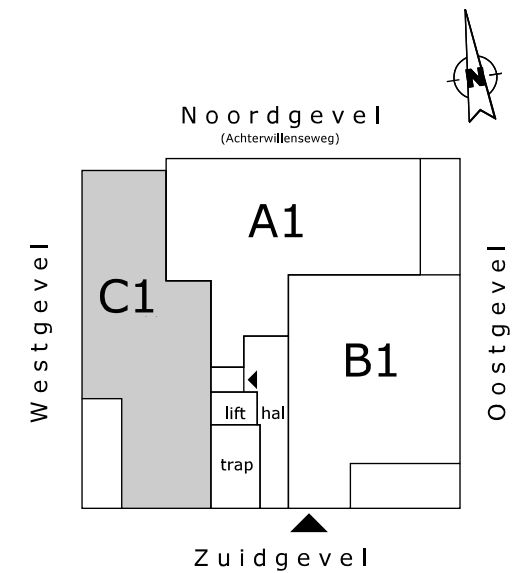 N
Noordgevel
(Achterwillenseweg)
A1
Westgevel
C1
Oostgevel
B1
lift hal
trap
Zuidgevel